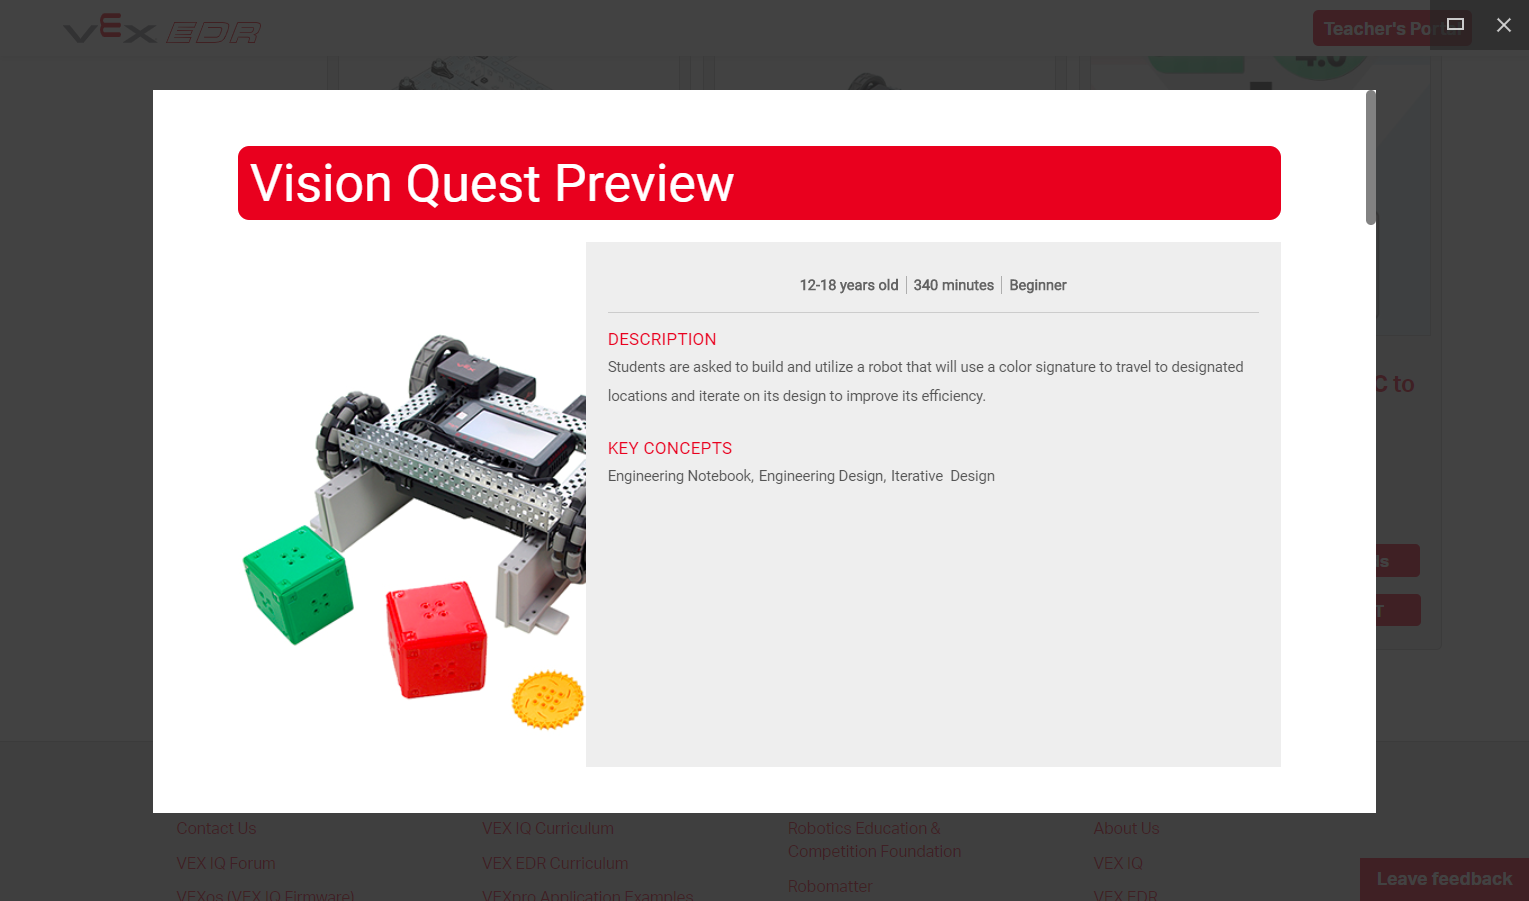 VEX EDR
Teacher's Portal
4.0
Vision Quest Preview
12-18 years old
340 minutes
Beginner
DESCRIPTION
Students are asked to build and utilize a robot that will use a color signature to travel to designated
locations and iterate on its design to improve its efficiency.
KEY CONCEPTS
Engineering Notebook, Engineering Design, Iterative Design
C to
Contact Us
VEX IQ Curriculum
Robotics Education &
Competition Foundation
About Us
VEX IQ Forum
VEX EDR Curriculum
VEX IQ
VEXos (VEX IQ Firmware)
VEXpro Application Examples
Robomatter
VEX EDR
Leave feedback